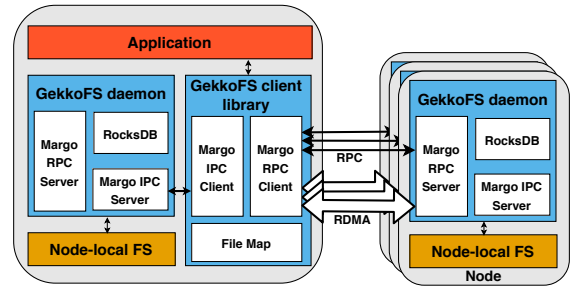 Application
GekkoFS daemon
Margo
RPC
Server
RocksDB
Margo IPC
Server
Node-local FS
GekkoFS client
library
Margo
IPC
Client
Margo
RPC
Client
File Map
RPC
RDMA
GekkoFS daemon
Margo
RPC
Server
RocksDB
Margo IPC
Server
Node-local FS
Node